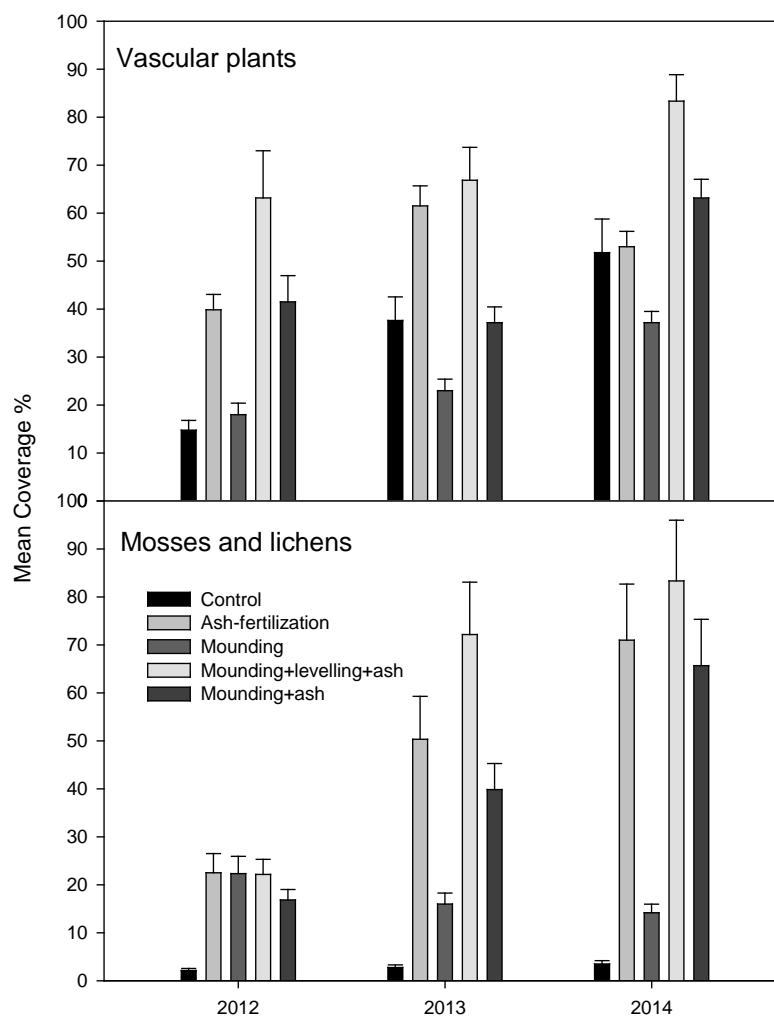 100
90
Vascular plants
80
70
60
50
40
30
20
10
0
Mean Coverage %
100
90
Mosses and lichens
80
Control
Ash-fertilization
70
Mounding
Mounding+levelling+ash
60
Mounding+ash
50
40
30
20
10
0
2012 2013 2014